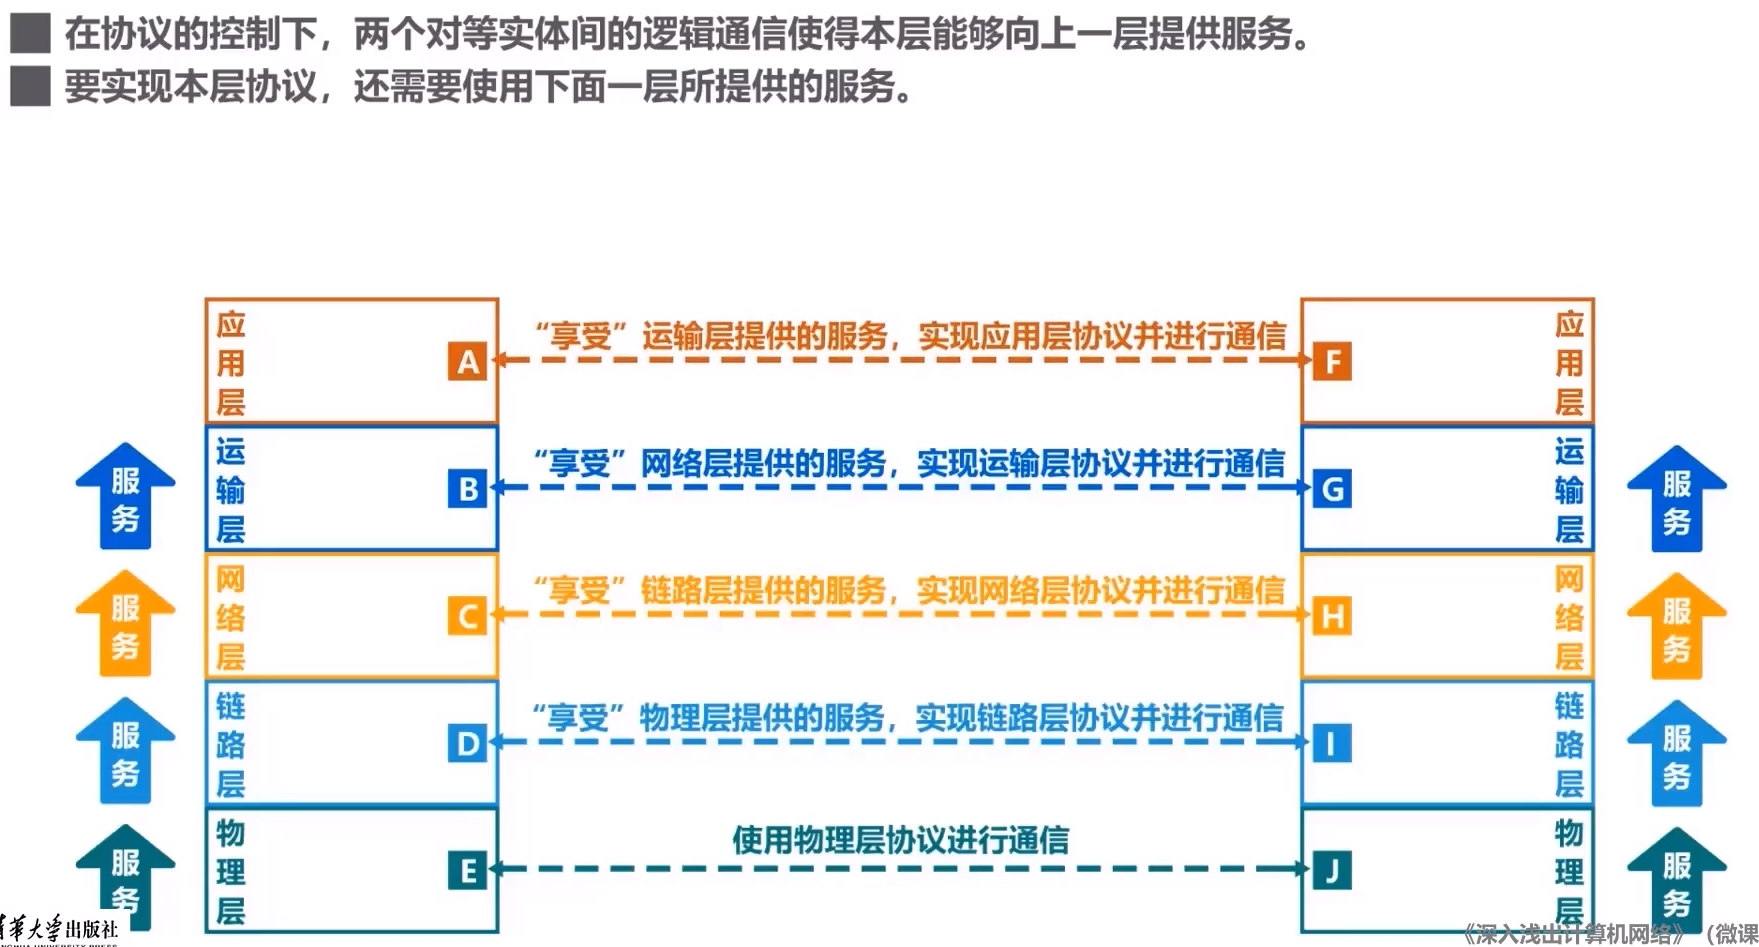 在协议的控制下，两个对等实体间的逻辑通信使得本层能够向上一层提供服务。
要实现本层协议，还需要使用下面一层所提供的服务。
应用层
A
“享受”运输层提供的服务，实现应用层协议并进行通信
F
应用层
服务
运输层
B
“享受”网络层提供的服务，实现运输层协议并进行通信
G
运输层
服务
服务
网络层
C
“享受”链路层提供的服务，实现网络层协议并进行通信
H
网络层
服务
服务
链路层
D
“享受”物理层提供的服务，实现链路层协议并进行通信
I
链路层
服务
服务
物理层
E
使用物理层协议进行通信
J
物理层
服务
清华大学出版社
《深入浅出计算机网络》（微课